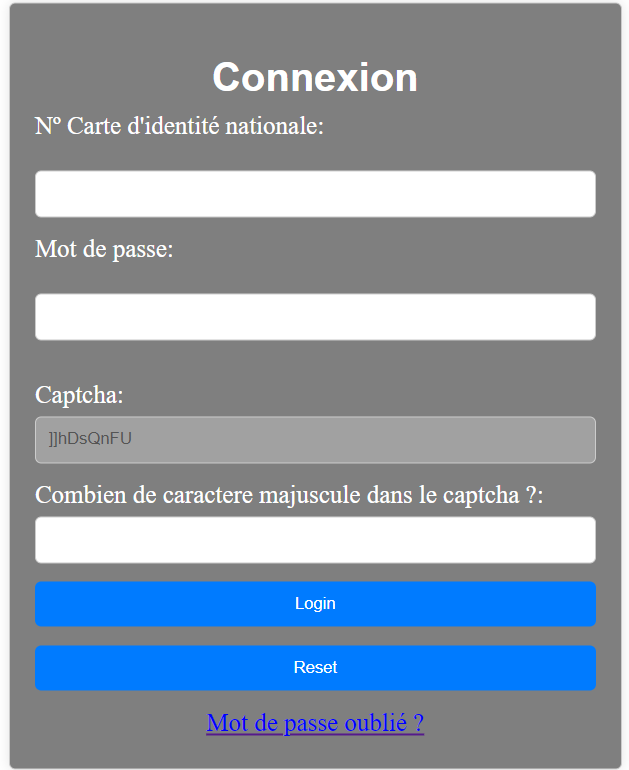 Connexion
Nº Carte d'identité nationale:
Mot de passe:
Captcha:
]]hDsQnFU
Combien de caractere majuscule dans le captcha ?:
Login
Reset
Mot de passe oublié ?